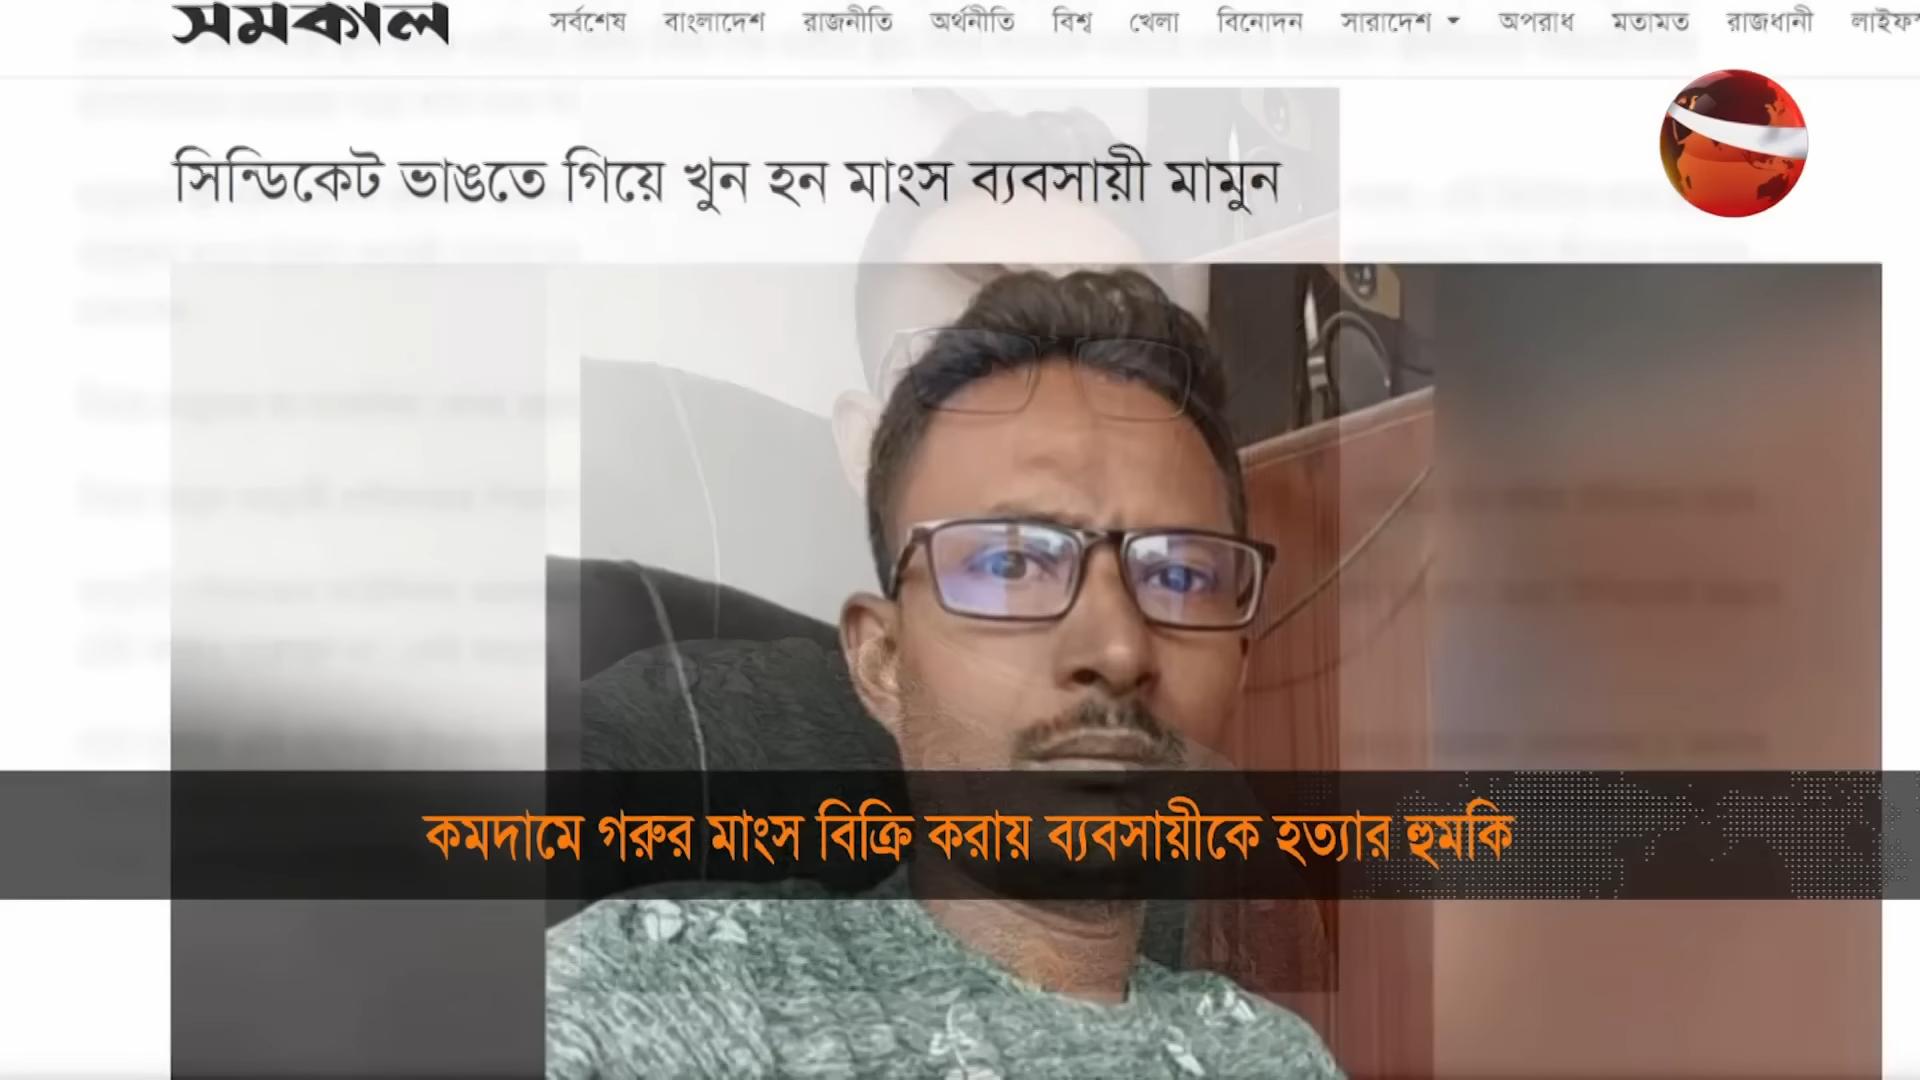 সমকাল
সর্বশেষ বাংলাদেশ রাজনীতি অর্থনীতি বিশ্ব খেলা বিনোদন সারাদেশ অপরাধ মতামত রাজধানী
সিন্ডিকেট ভাঙতে গিয়ে খুন হন মাংস ব্যবসায়ী মামুন
কমদামে গরুর মাংস বিক্রি করায় ব্যবসায়ীকে হত্যার হুমকি